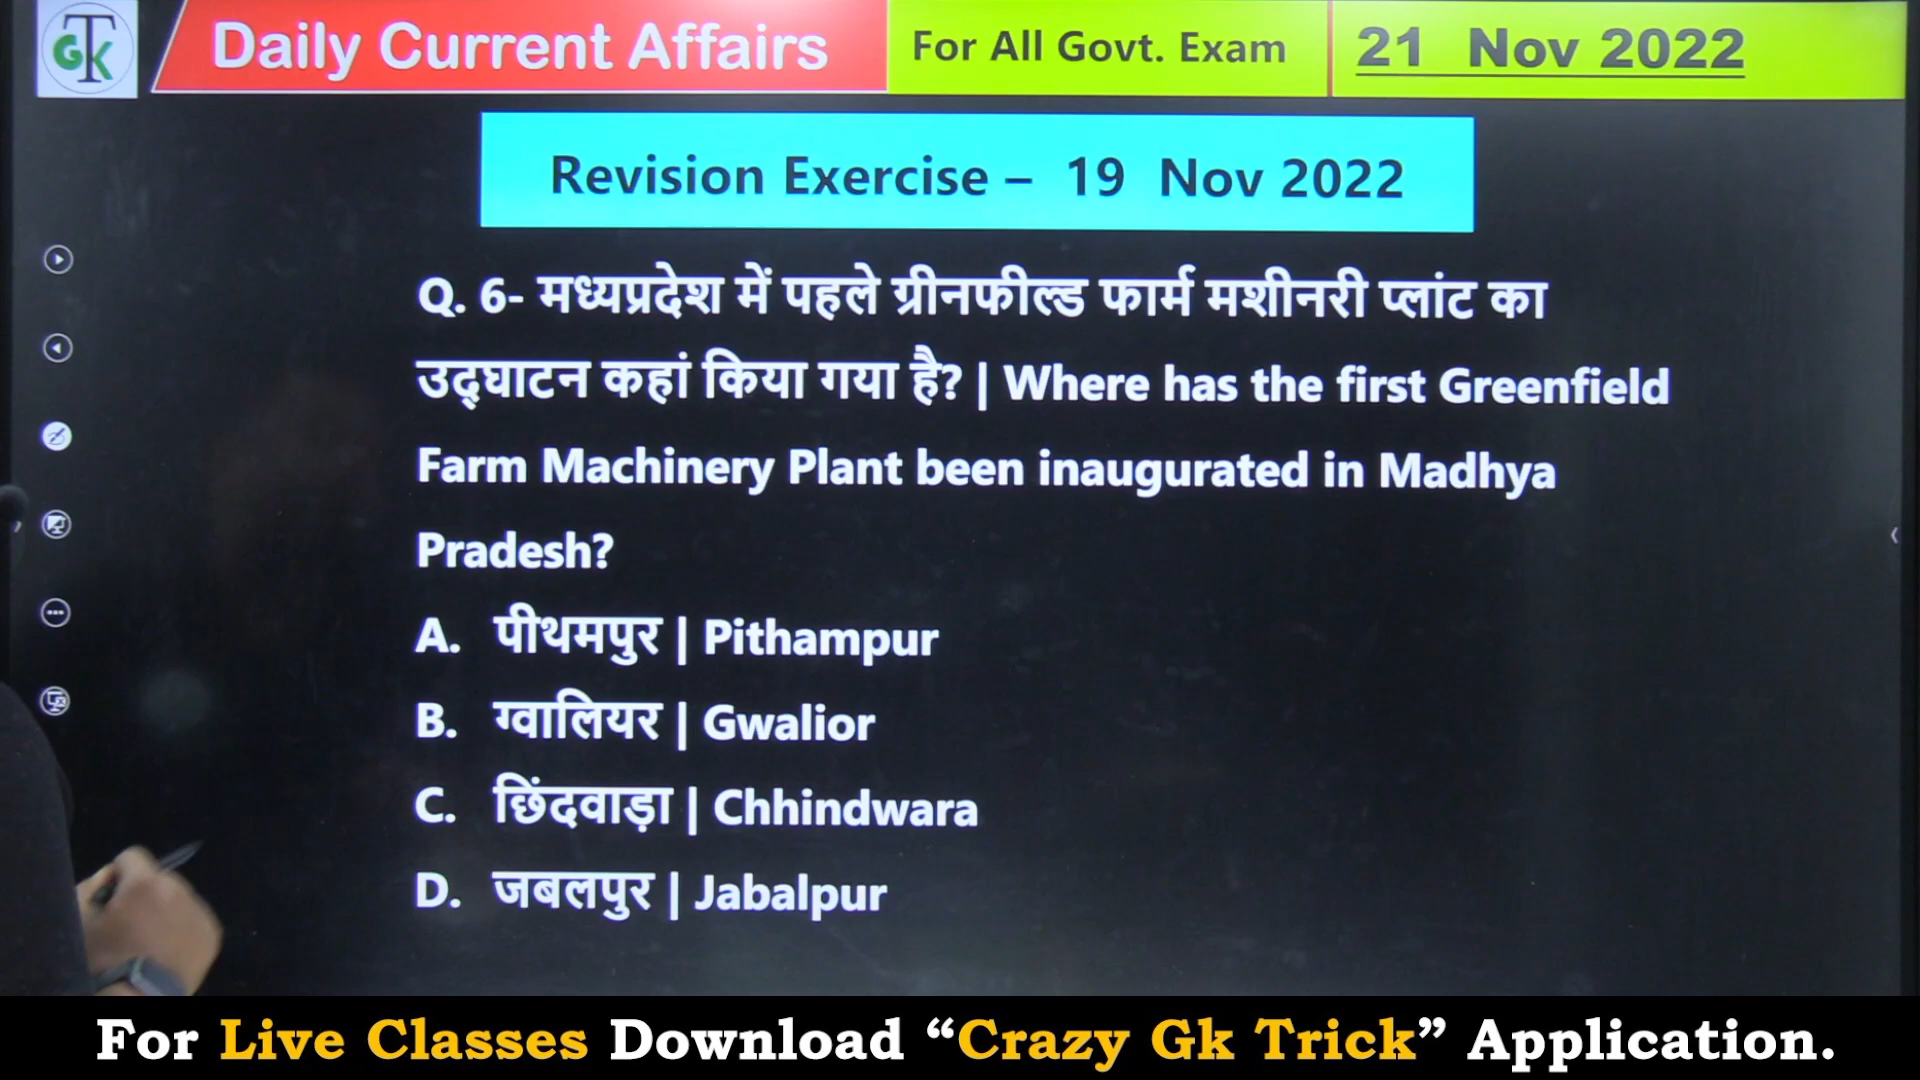 TGK
Daily Current Affairs
For All Govt. Exam
21 Nov 2022
Revision Exercise – 19 Nov 2022
Q. 6- मध्यप्रदेश में पहले ग्रीनफील्ड फार्म मशीनरी प्लांट का
उद्घाटन कहां किया गया है? | Where has the first Greenfield
Farm Machinery Plant been inaugurated in Madhya
Pradesh?
A. पीथमपुर | Pithampur
B. ग्वालियर | Gwalior
C. छिंदवाड़ा | Chhindwara
D. जबलपुर | Jabalpur
For Live Classes Download “Crazy Gk Trick” Application.